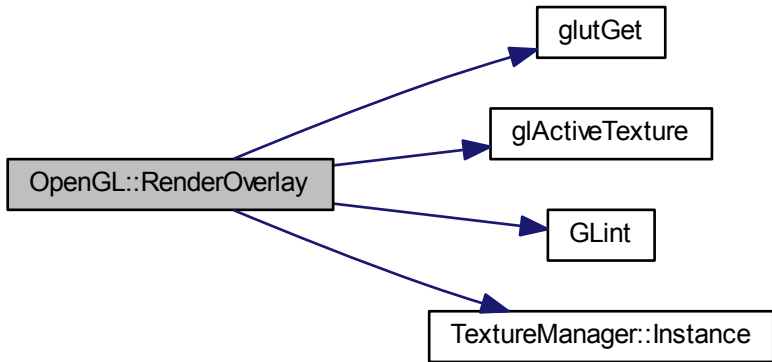 glutGet
glActiveTexture
OpenGL::RenderOverlay
GLint
TextureManager::Instance